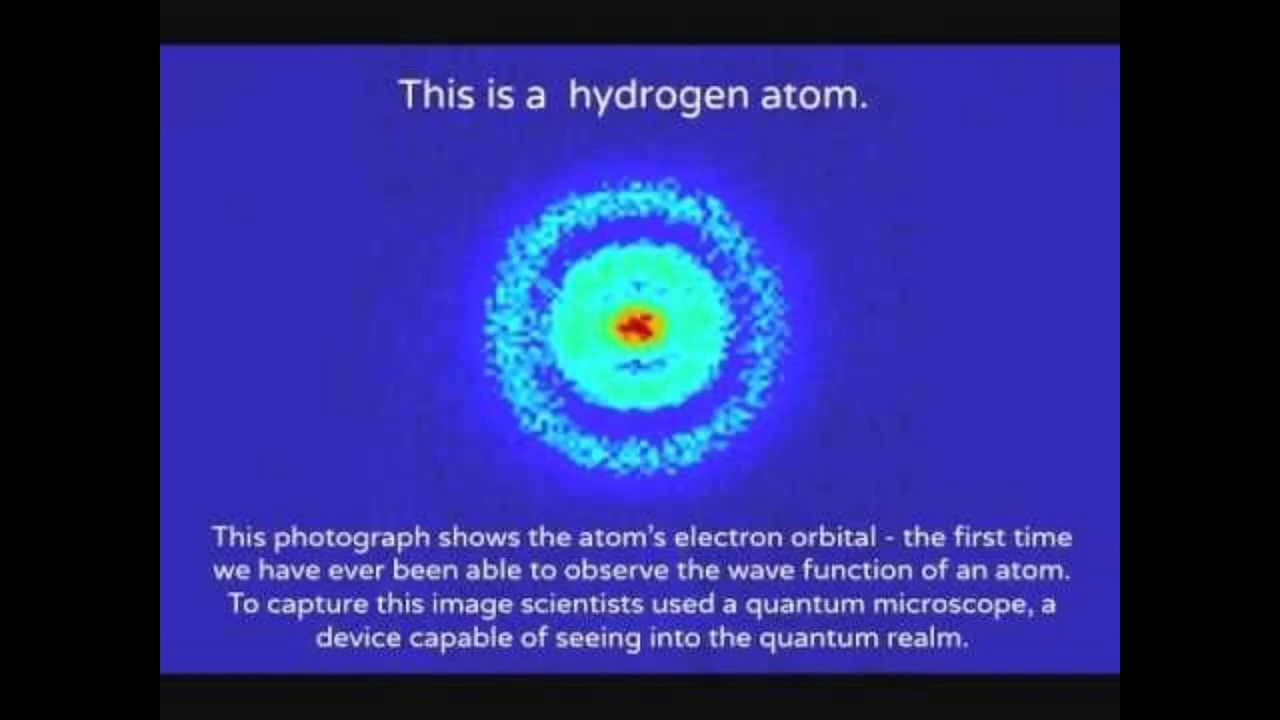 This is a  hydrogen atom.
This photograph shows the atom's electron orbital - the first time
we have ever been able to observe the wave function of an atom.
To capture this image scientists used a quantum microscope, a
device capable of seeing into the quantum realm.